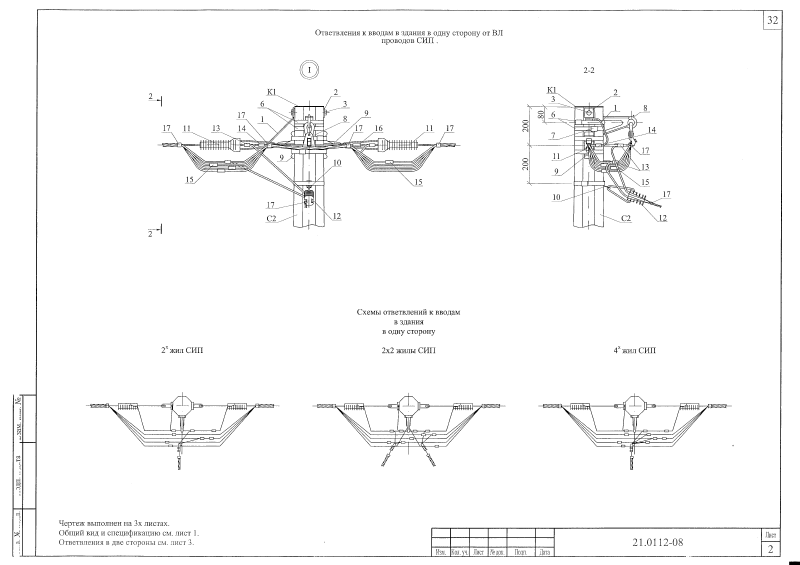 32
Ответвления к вводам в здания в одну сторону от ВЛ
проводов СИП .
I
2-2
К1
2
6
3
17
1
9
8
17
11
13
14
17
16
11
17
9
10
15
15
17
12
С2
2
2
К1
3
2
6
1
8
7
14
11
17
9
13
15
10
17
С2
12
80
200
200
Схемы ответвлений к вводам
в здания
в одну сторону
2х жил СИП
2х2 жилы СИП
4х жил СИП
Чертеж выполнен на 3х листах.
Общий вид и спецификацию см. лист 1.
Ответвления в две стороны см. лист 3.
Изм. Кол. уч. Лист № док. Подп. Дата
21.0112-08
Лист
2